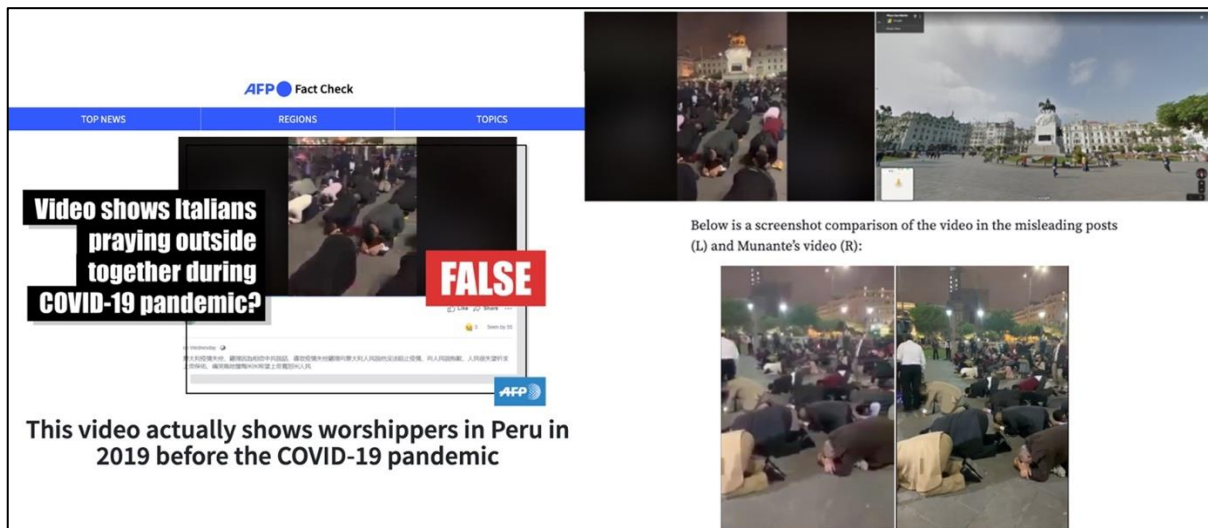 AFP Fact Check
TOP NEWS
REGIONS
TOPICS
Video shows Italians
praying outside
together during
COVID-19 pandemic?
FALSE
Like Share
Wednesday
AFP
This video actually shows worshippers in Peru in
2019 before the COVID-19 pandemic
Below is a screenshot comparison of the video in the misleading posts
(L) and Munante's video (R):